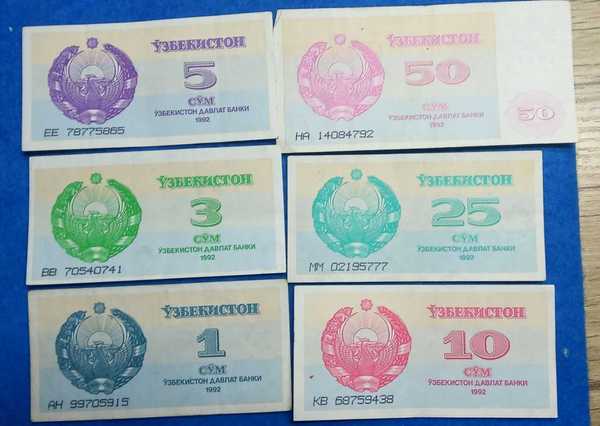 ЎЗБЕКИСТОН
5
СЎМ
ЎЗБЕКИСТОН ДАВЛАТ БАНКИ
1992
ЕЕ 78775865
ЎЗБЕКИСТОН
50
СЎМ
ЎЗБЕКИСТОН ДАВЛАТ БАНКИ
1992
НА 14084792
50
ЎЗБЕКИСТОН
3
СЎМ
ЎЗБЕКИСТОН ДАВЛАТ БАНКИ
1992
ВВ 70540741
ЎЗБЕКИСТОН
25
СЎМ
ЎЗБЕКИСТОН ДАВЛАТ БАНКИ
1992
ММ 02195777
ЎЗБЕКИСТОН
1
СЎМ
ЎЗБЕКИСТОН ДАВЛАТ БАНКИ
1992
АН 99705915
ЎЗБЕКИСТОН
10
СЎМ
ЎЗБЕКИСТОН ДАВЛАТ БАНКИ
1992
КВ 68759438